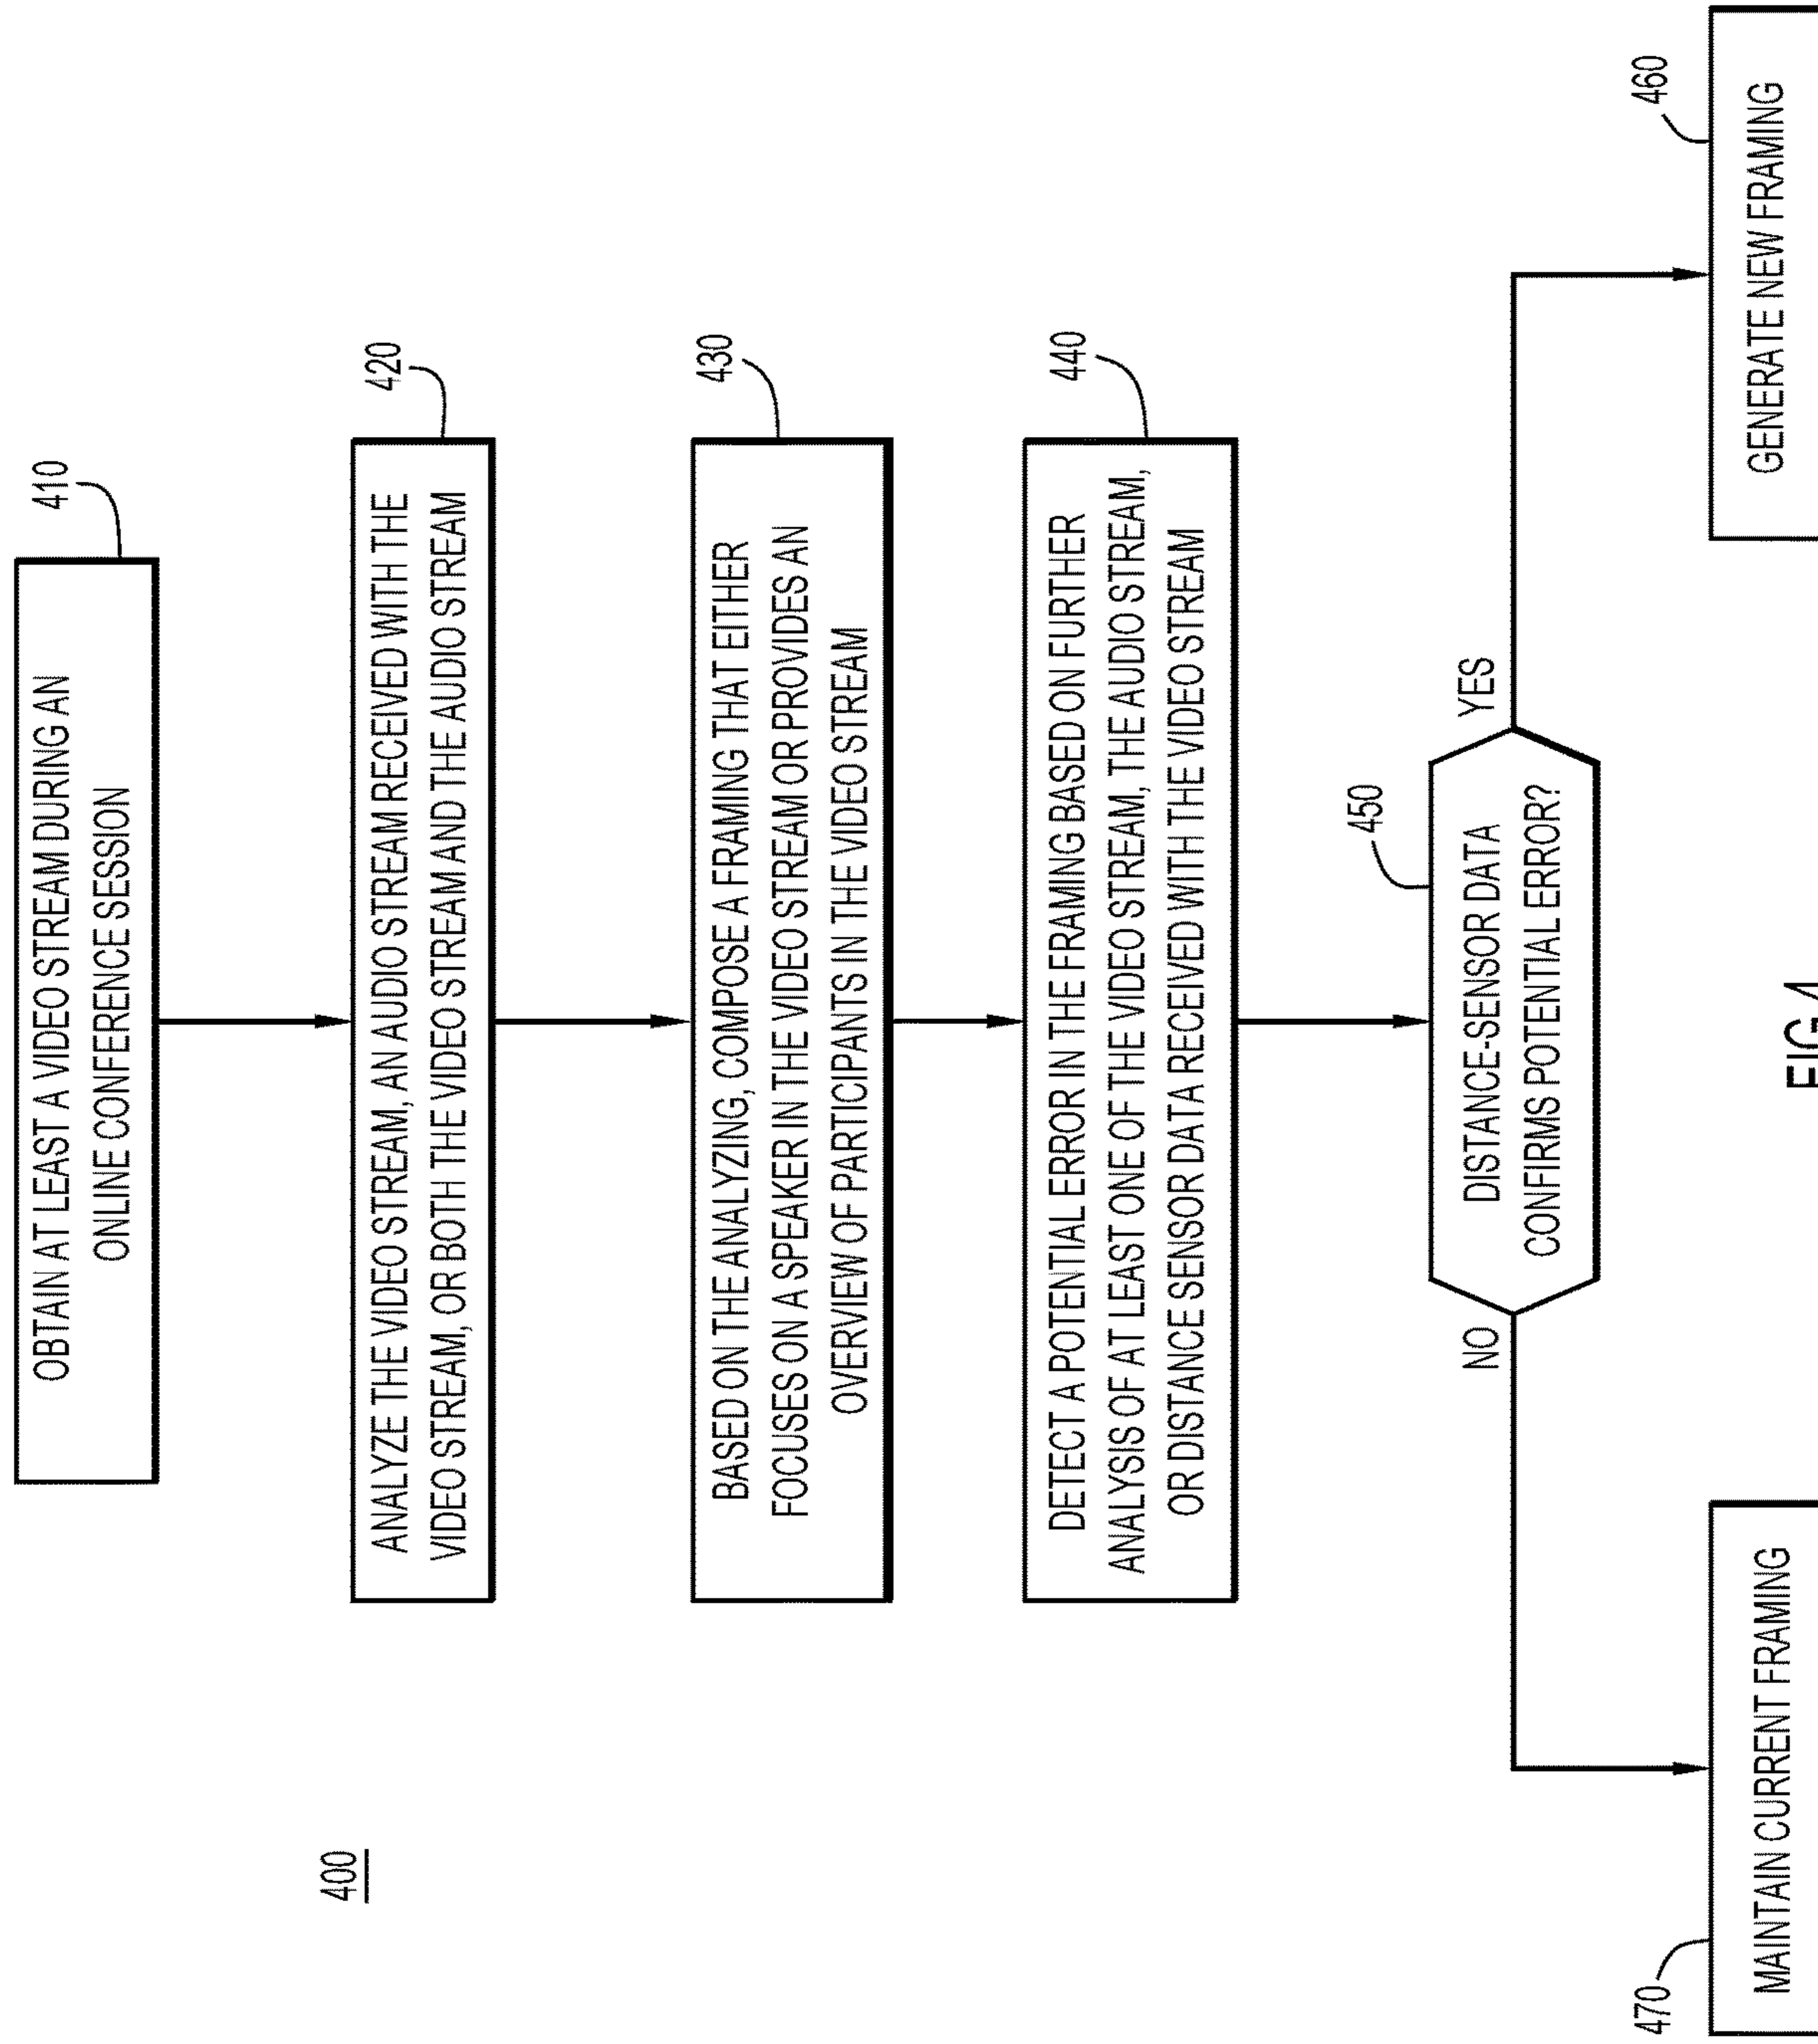 400
410
OBTAIN AT LEAST A VIDEO STREAM DURING AN
ONLINE CONFERENCE SESSION
420
ANALYZE THE VIDEO STREAM, AN AUDIO STREAM RECEIVED WITH THE
VIDEO STREAM, OR BOTH THE VIDEO STREAM AND THE AUDIO STREAM
430
BASED ON THE ANALYZING, COMPOSE A FRAMING THAT EITHER
FOCUSES ON A SPEAKER IN THE VIDEO STREAM OR PROVIDES AN
OVERVIEW OF PARTICIPANTS IN THE VIDEO STREAM
440
DETECT A POTENTIAL ERROR IN THE FRAMING BASED ON FURTHER
ANALYSIS OF AT LEAST ONE OF THE VIDEO STREAM, THE AUDIO STREAM,
OR DISTANCE SENSOR DATA RECEIVED WITH THE VIDEO STREAM
450
DISTANCE-SENSOR DATA
CONFIRMS POTENTIAL ERROR?
NO
YES
470
MAINTAIN CURRENT FRAMING
460
GENERATE NEW FRAMING
FIG.4